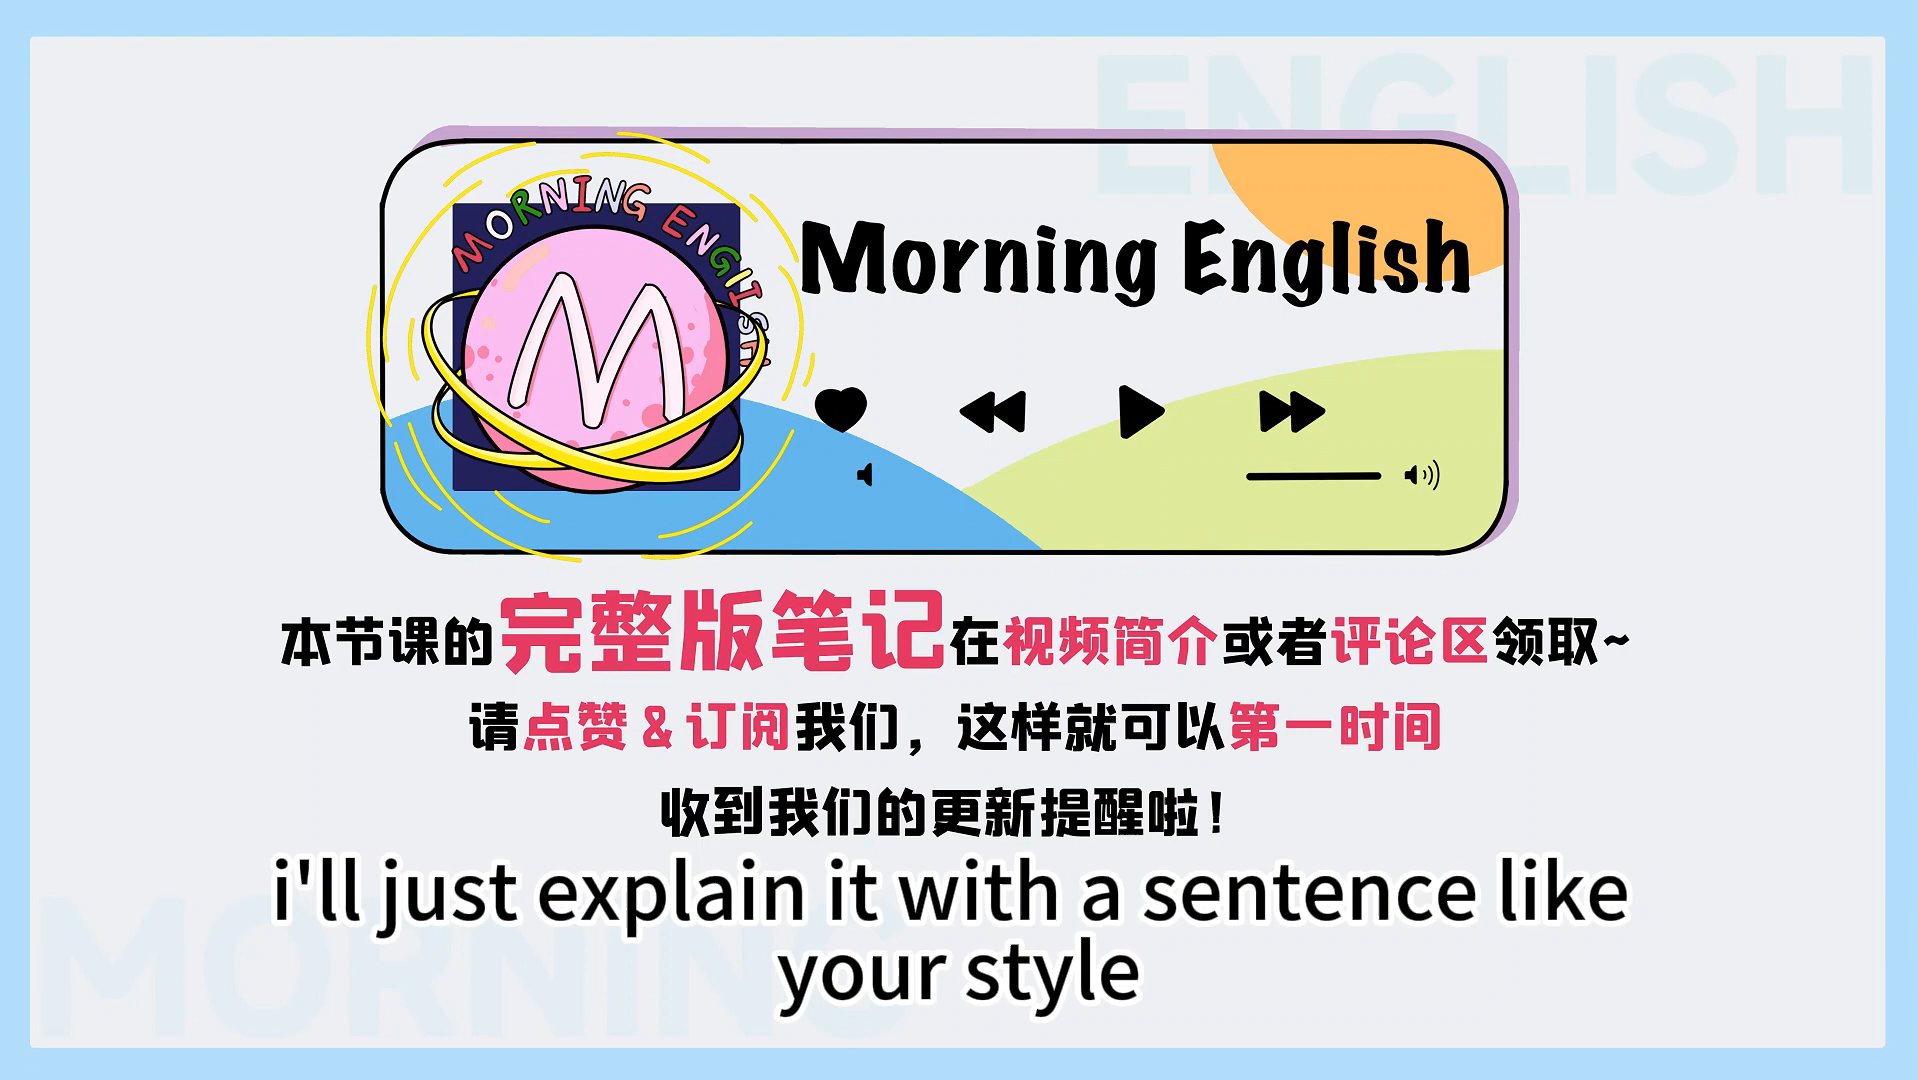 ENGLISH
MORNING ENGLISH
M
Morning English
本节课的完整版笔记在视频简介或者评论区领取~
请点赞&订阅我们，这样就可以第一时间
收到我们的更新提醒啦！
i'll just explain it with a sentence like
your style
MORNING